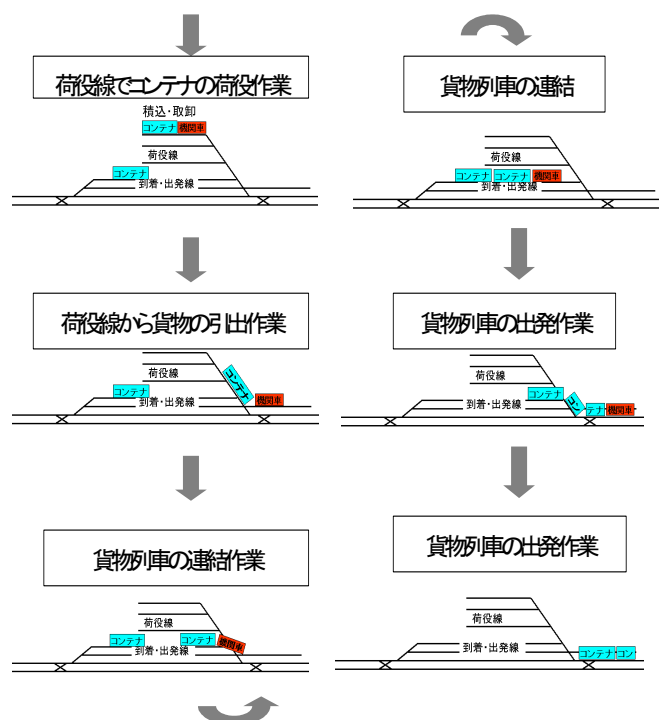 荷役線でコンテナの荷役作業
積込・取卸
コンテナ 機関車
荷役線
コンテナ
到着・出発線
荷役線から貨物の引出作業
荷役線
コンテナ
コンテナ
機関車
到着・出発線
貨物列車の連結作業
荷役線
コンテナ
コンテナ
機関車
到着・出発線
貨物列車の連結
荷役線
コンテナ コンテナ 機関車
到着・出発線
貨物列車の出発作業
荷役線
コンテナ
到着・出発線
コン
テナ 機関車
貨物列車の出発作業
荷役線
到着・出発線
コンテナ コン